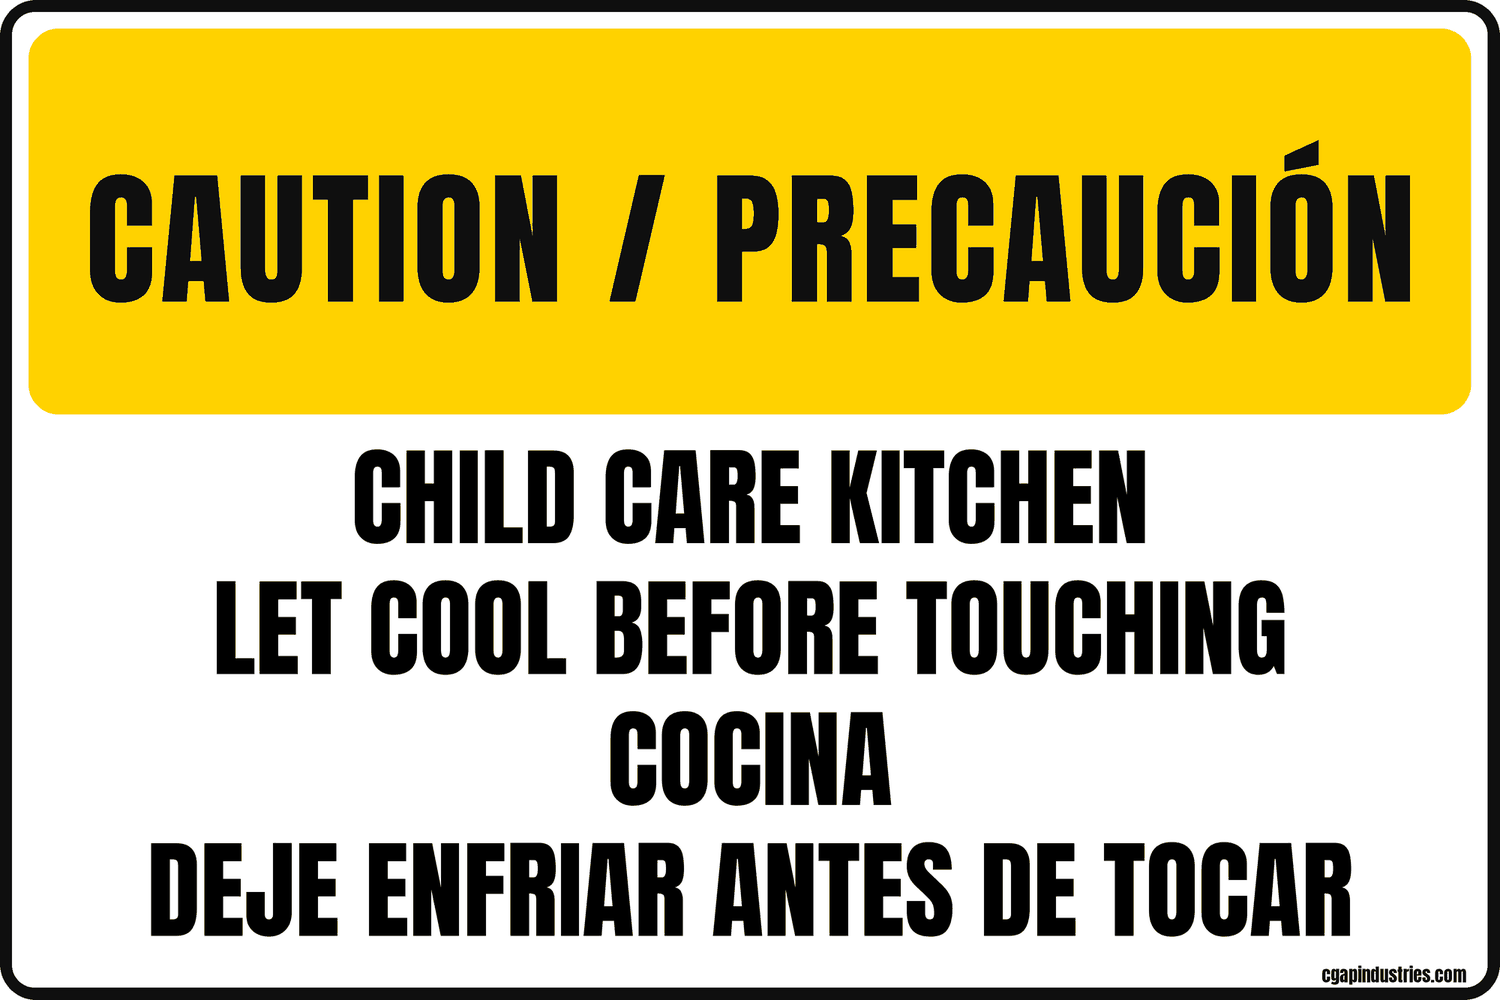 CAUTION / PRECAUCIÓN
CHILD CARE KITCHEN
LET COOL BEFORE TOUCHING
COCINA
DEJE ENFRIAR ANTES DE TOCAR
cgapindustries.com